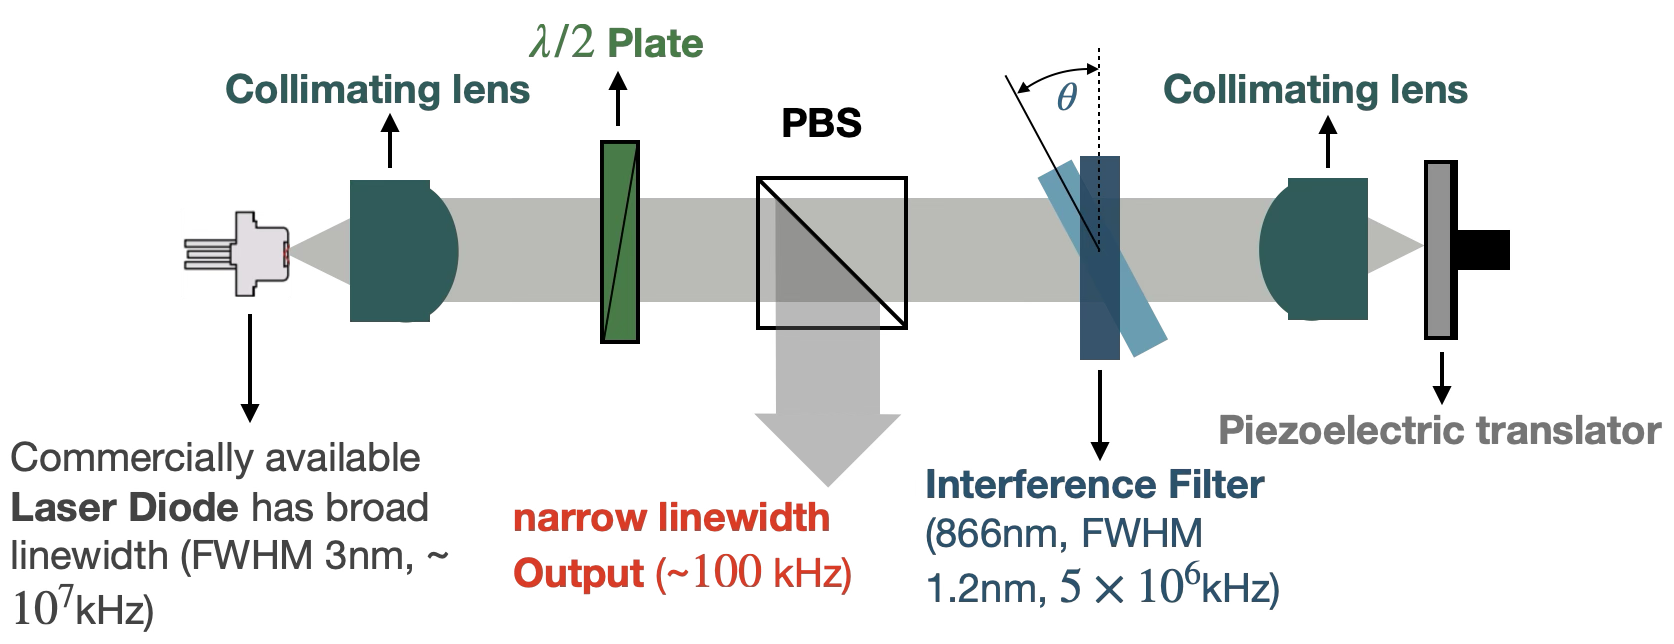 λ/2 Plate
Collimating lens
PBS
θ
Collimating lens
Piezoelectric translator
Commercially available
Laser Diode has broad
linewidth (FWHM 3nm, ~
10⁷kHz)
narrow linewidth
Output (~100 kHz)
Interference Filter
(866nm, FWHM
1.2nm, 5 × 10⁶kHz)